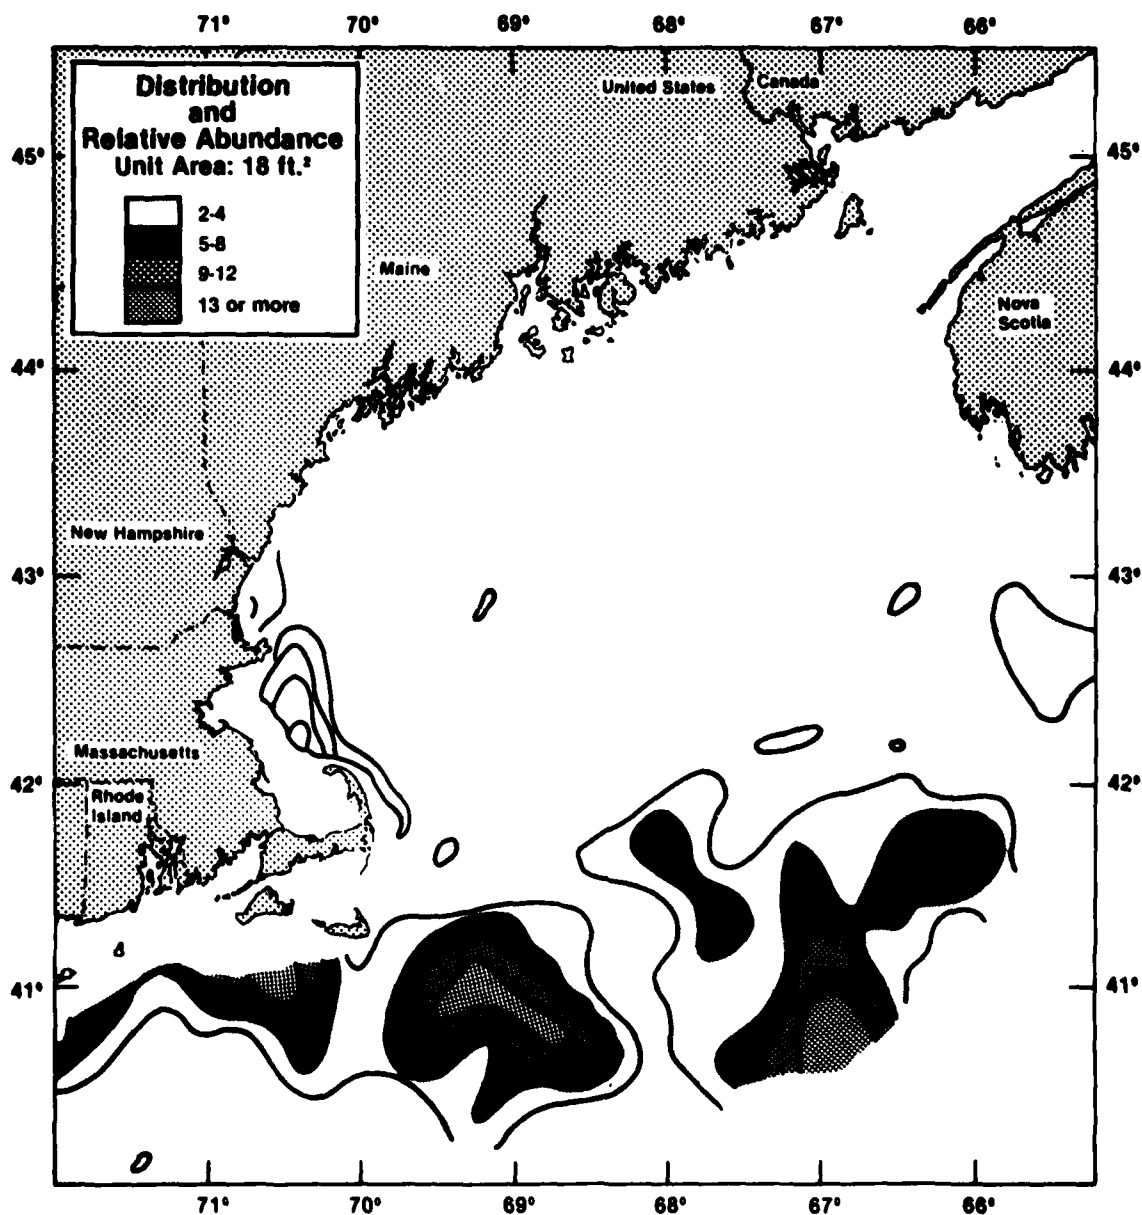 71° 70° 69° 68° 67° 66°
Distribution
and
Relative Abundance
Unit Area: 18 ft.²
2-4
5-8
9-12
13 or more
United States
Canada
45° 45°
Maine
Nova
Scotia
44° 44°
New Hampshire
43° 43°
Massachusetts
42° 42°
Rhode
Island
41° 41°
71° 70° 69° 68° 67° 66°